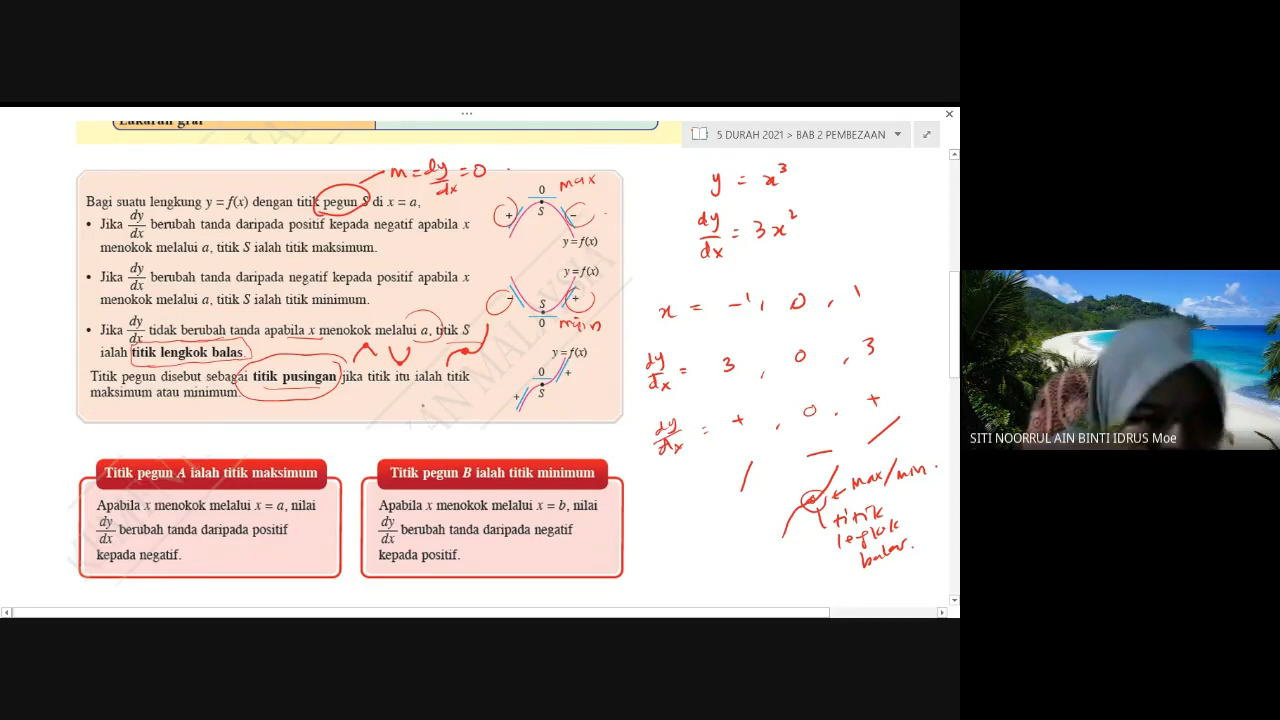 Lakaran graf
5 DURAH 2021 > BAB 2 PEMBEZAAN
m = dy/dx = 0
Bagi suatu lengkung y = f(x) dengan titik pegun S di x = a,
• Jika dy/dx berubah tanda daripada positif kepada negatif apabila x
menokok melalui a, titik S ialah titik maksimum.
• Jika dy/dx berubah tanda daripada negatif kepada positif apabila x
menokok melalui a, titik S ialah titik minimum.
• Jika dy/dx tidak berubah tanda apabila x menokok melalui a, titik S
ialah titik lengkok balas.
Titik pegun disebut sebagai titik pusingan jika titik itu ialah titik
maksimum atau minimum.
0 max
+ S −
y = f(x)
y = f(x)
− S +
0 min
y = f(x)
0
+ S +
Titik pegun A ialah titik maksimum
Apabila x menokok melalui x = a, nilai
dy/dx berubah tanda daripada positif
kepada negatif.
Titik pegun B ialah titik minimum
Apabila x menokok melalui x = b, nilai
dy/dx berubah tanda daripada negatif
kepada positif.
y = x³
dy/dx = 3x²
x = −1, 0, 1
dy/dx = 3, 0, 3
dy/dx = +, 0, +
max/min.
titik
lengkok
balas.
SITI NOORRUL AIN BINTI IDRUS Moe